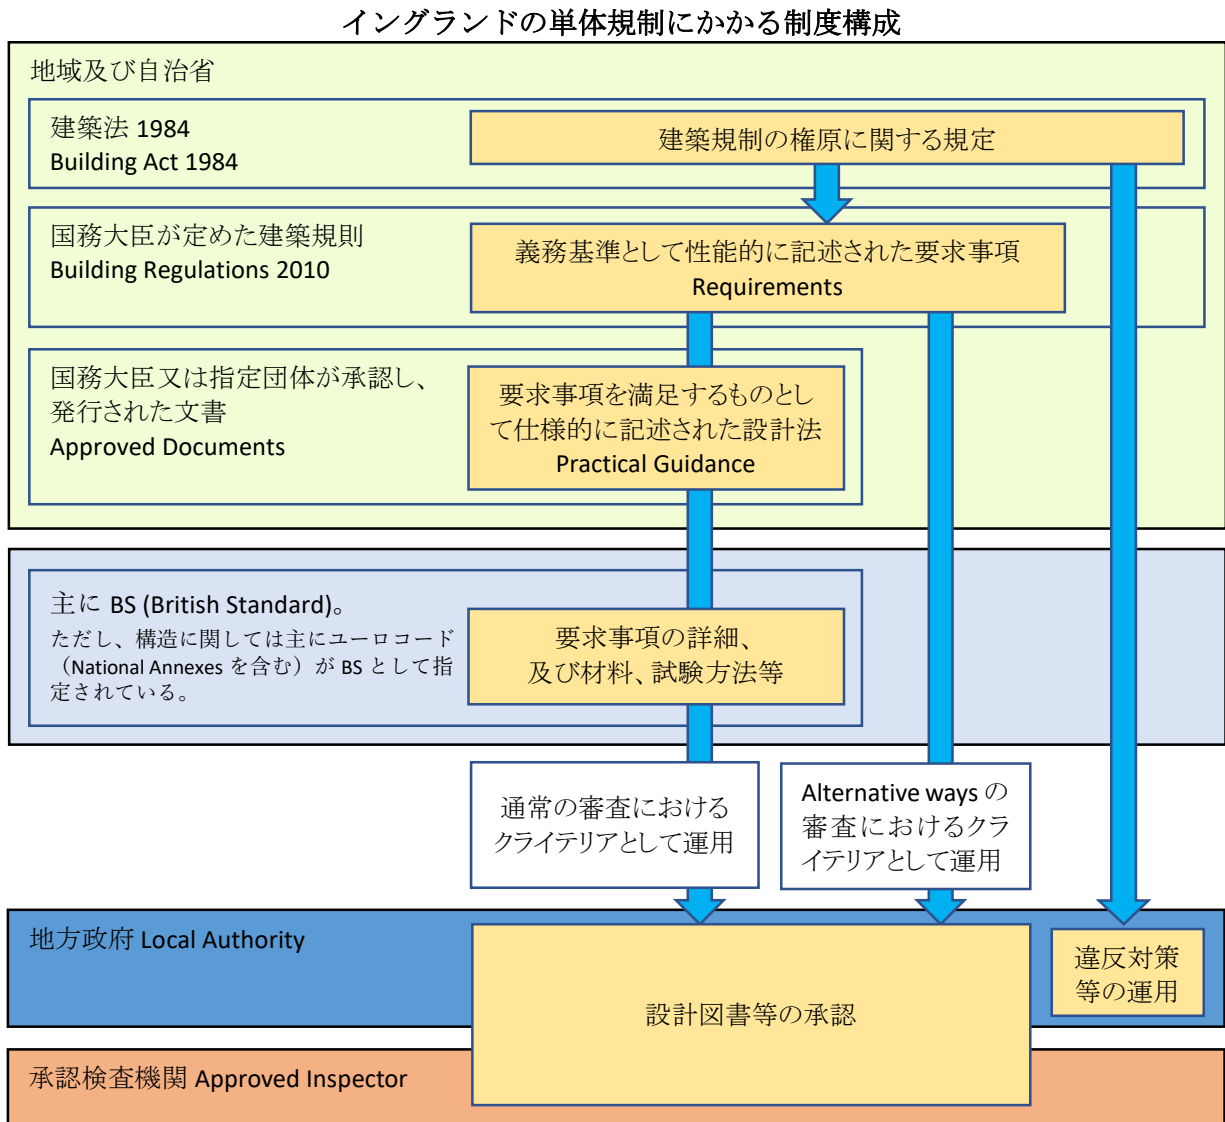 イングランドの単体規制にかかる制度構成
地域及び自治省
建築法 1984
Building Act 1984
建築規制の権原に関する規定
国務大臣が定めた建築規則
Building Regulations 2010
義務基準として性能的に記述された要求事項
Requirements
国務大臣又は指定団体が承認し、
発行された文書
Approved Documents
要求事項を満足するものとし
て仕様的に記述された設計法
Practical Guidance
主に BS (British Standard)。
ただし、構造に関しては主にユーロコード
（National Annexes を含む）が BS として指
定されている。
要求事項の詳細、
及び材料、試験方法等
通常の審査における
クライテリアとして運用
Alternative ways の
審査におけるクラ
イテリアとして運用
地方政府 Local Authority
設計図書等の承認
違反対策
等の運用
承認検査機関 Approved Inspector